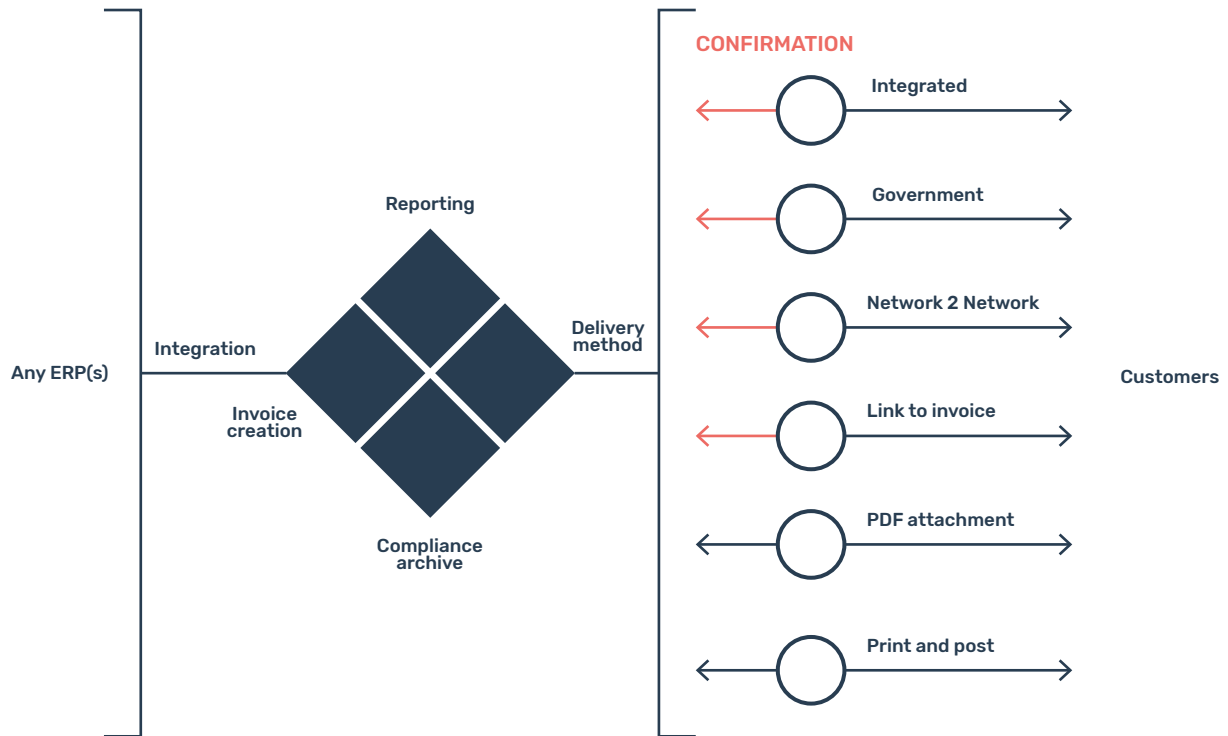 CONFIRMATION
Integrated
Government
Network 2 Network
Link to invoice
PDF attachment
Print and post
Reporting
Integration
Delivery
method
Any ERP(s)
Invoice
creation
Compliance
archive
Customers